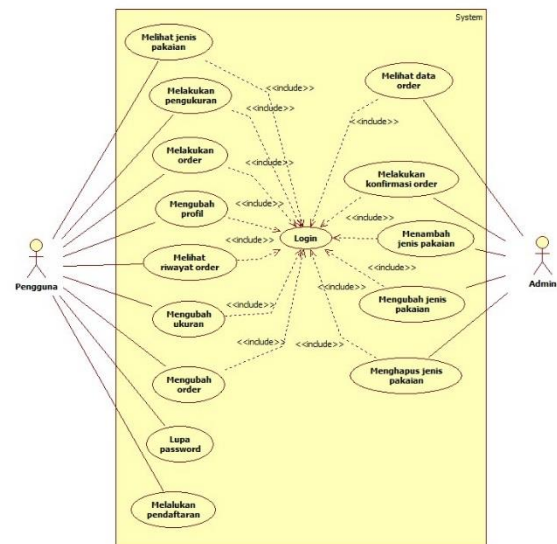 System
Melihat jenis
pakaian
<<include>>
Melihat data
order
Melakukan
pengukuran
<<include>>
<<include>>
Melakukan
order
<<include>>
Melakukan
konfirmasi order
<<include>>
Mengubah
profil
<<include>>
Login
Menambah
jenis pakaian
<<include>>
Melihat
riwayat order
<<include>>
<<include>>
Pengguna
Admin
Mengubah jenis
pakaian
Mengubah
ukuran
<<include>>
<<include>>
Mengubah
order
<<include>>
<<include>>
Menghapus jenis
pakaian
Lupa
password
Melalukan
pendaftaran